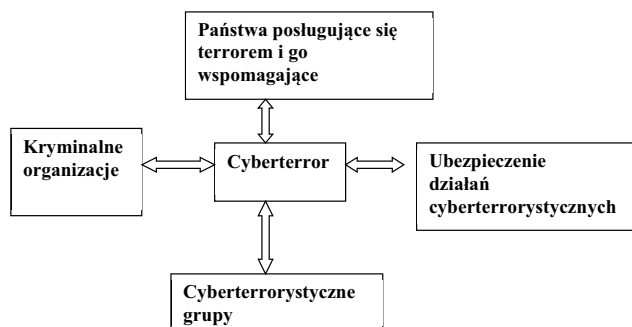 Państwa posługujące się
terrorem i go
wspomagające
Kryminalne
organizacje
Cyberterror
Ubezpieczenie
działań
cyberterrorystycznych
Cyberterrorystyczne
grupy